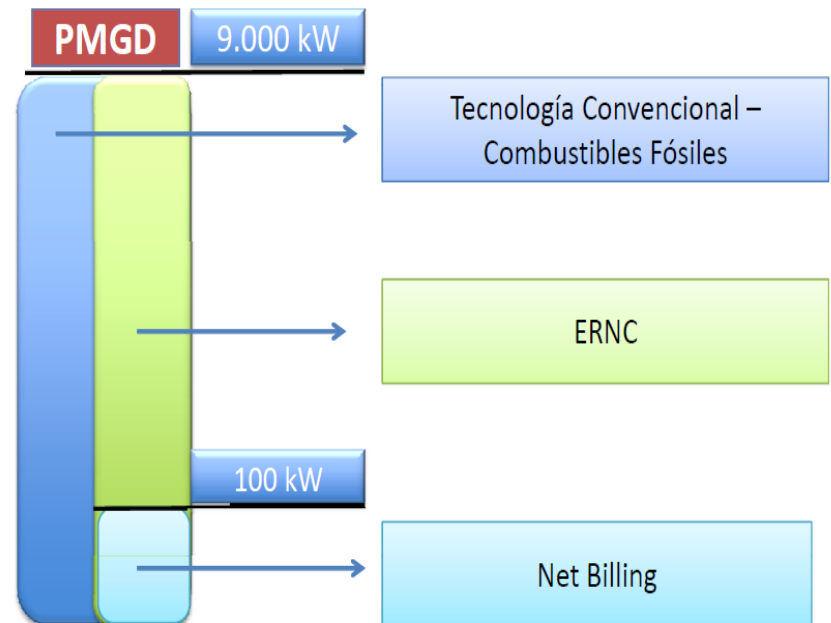 PMGD
9.000 kW
Tecnología Convencional –
Combustibles Fósiles
ERNC
100 kW
Net Billing